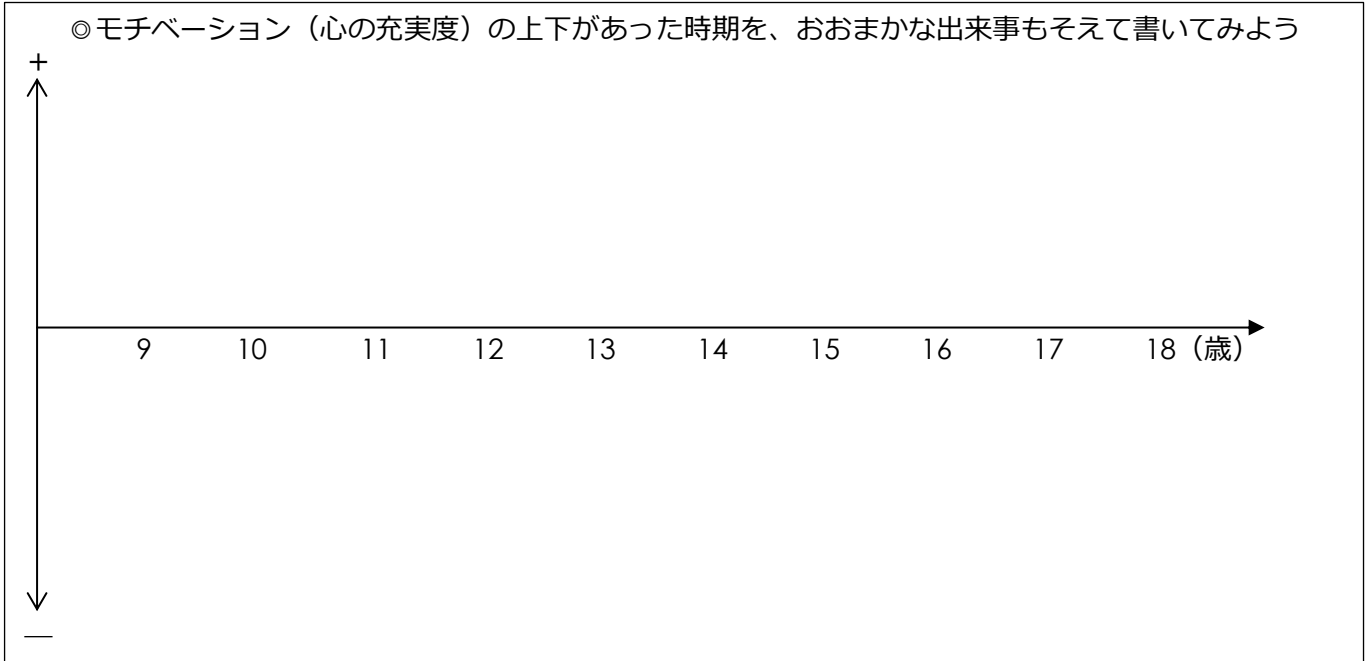 ◎モチベーション（心の充実度）の上下があった時期を、おおまかな出来事もそえて書いてみよう
＋
9 10 11 12 13 14 15 16 17 18（歳）
―